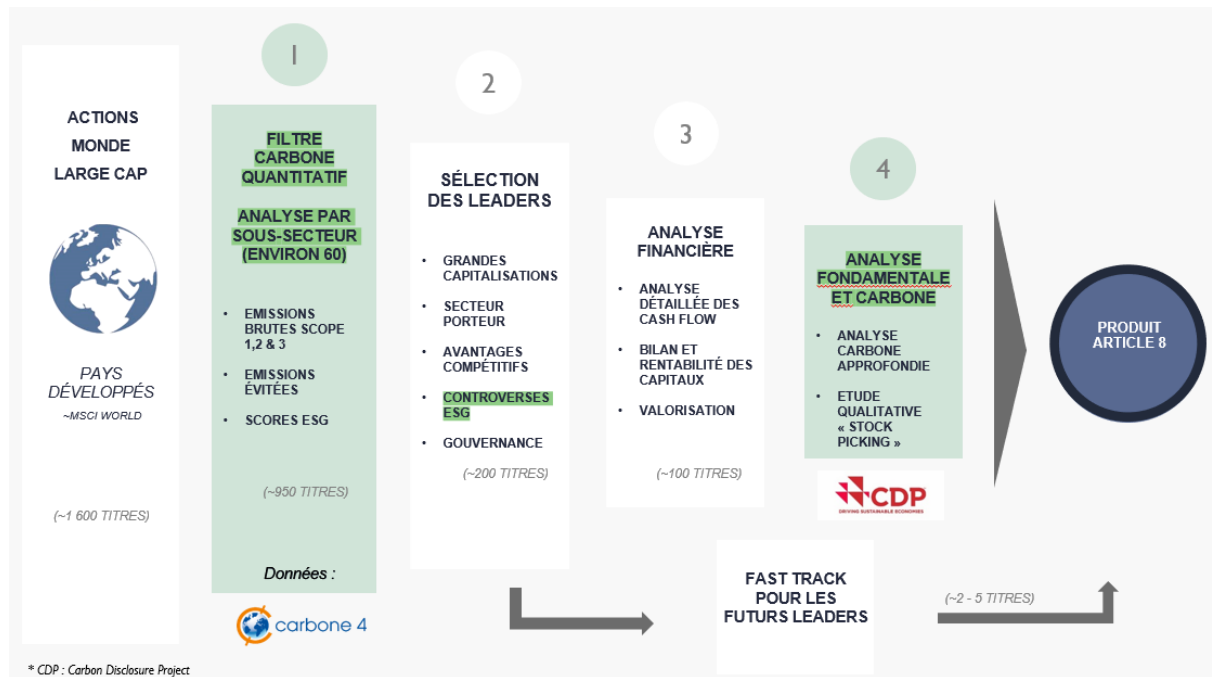 ACTIONS
MONDE
LARGE CAP
PAYS
DÉVELOPPÉS
~MSCI WORLD
(~1 600 TITRES)
1
FILTRE
CARBONE
QUANTITATIF
ANALYSE PAR
SOUS-SECTEUR
(ENVIRON 60)
• EMISSIONS
BRUTES SCOPE
1,2 & 3
• EMISSIONS
ÉVITÉES
• SCORES ESG
(~950 TITRES)
Données :
carbone 4
2
SÉLECTION
DES LEADERS
• GRANDES
CAPITALISATIONS
• SECTEUR
PORTEUR
• AVANTAGES
COMPÉTITIFS
• CONTROVERSES
ESG
• GOUVERNANCE
(~200 TITRES)
3
ANALYSE
FINANCIÈRE
• ANALYSE
DÉTAILLÉE DES
CASH FLOW
• BILAN ET
RENTABILITÉ DES
CAPITAUX
• VALORISATION
(~100 TITRES)
4
ANALYSE
FONDAMENTALE
ET CARBONE
• ANALYSE
CARBONE
APPROFONDIE
• ETUDE
QUALITATIVE
« STOCK
PICKING »
CDP
DRIVING SUSTAINABLE ECONOMIES
PRODUIT
ARTICLE 8
FAST TRACK
POUR LES
FUTURS LEADERS
(~2 - 5 TITRES)
* CDP : Carbon Disclosure Project